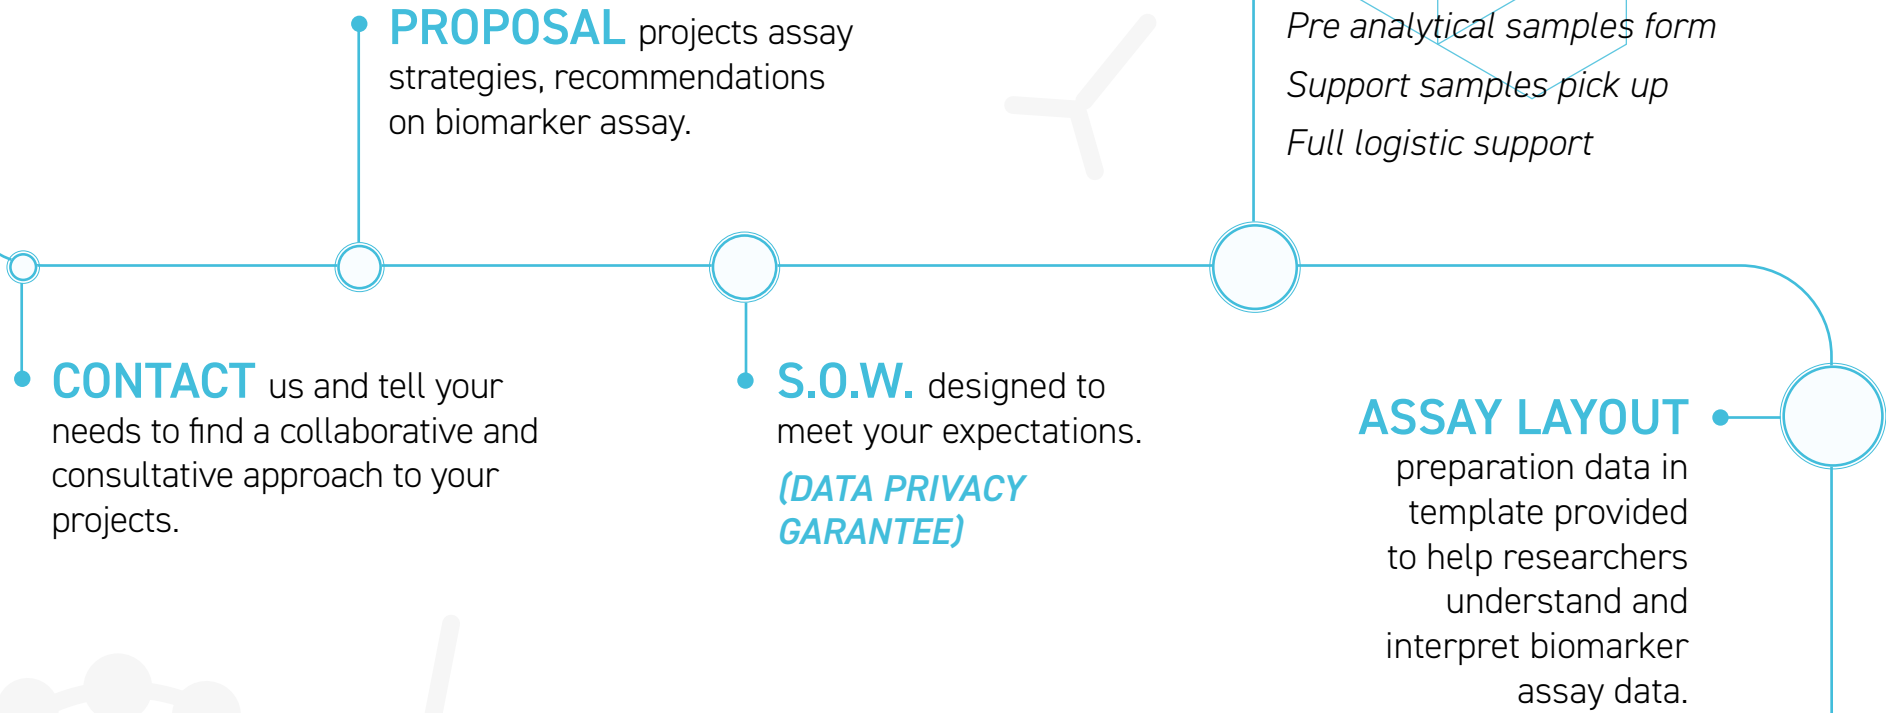 PROPOSAL projects assay
strategies, recommendations
on biomarker assay.
Pre analytical samples form
Support samples pick up
Full logistic support
CONTACT us and tell your
needs to find a collaborative and
consultative approach to your
projects.
S.O.W. designed to
meet your expectations.
(DATA PRIVACY
GARANTEE)
ASSAY LAYOUT
preparation data in
template provided
to help researchers
understand and
interpret biomarker
assay data.